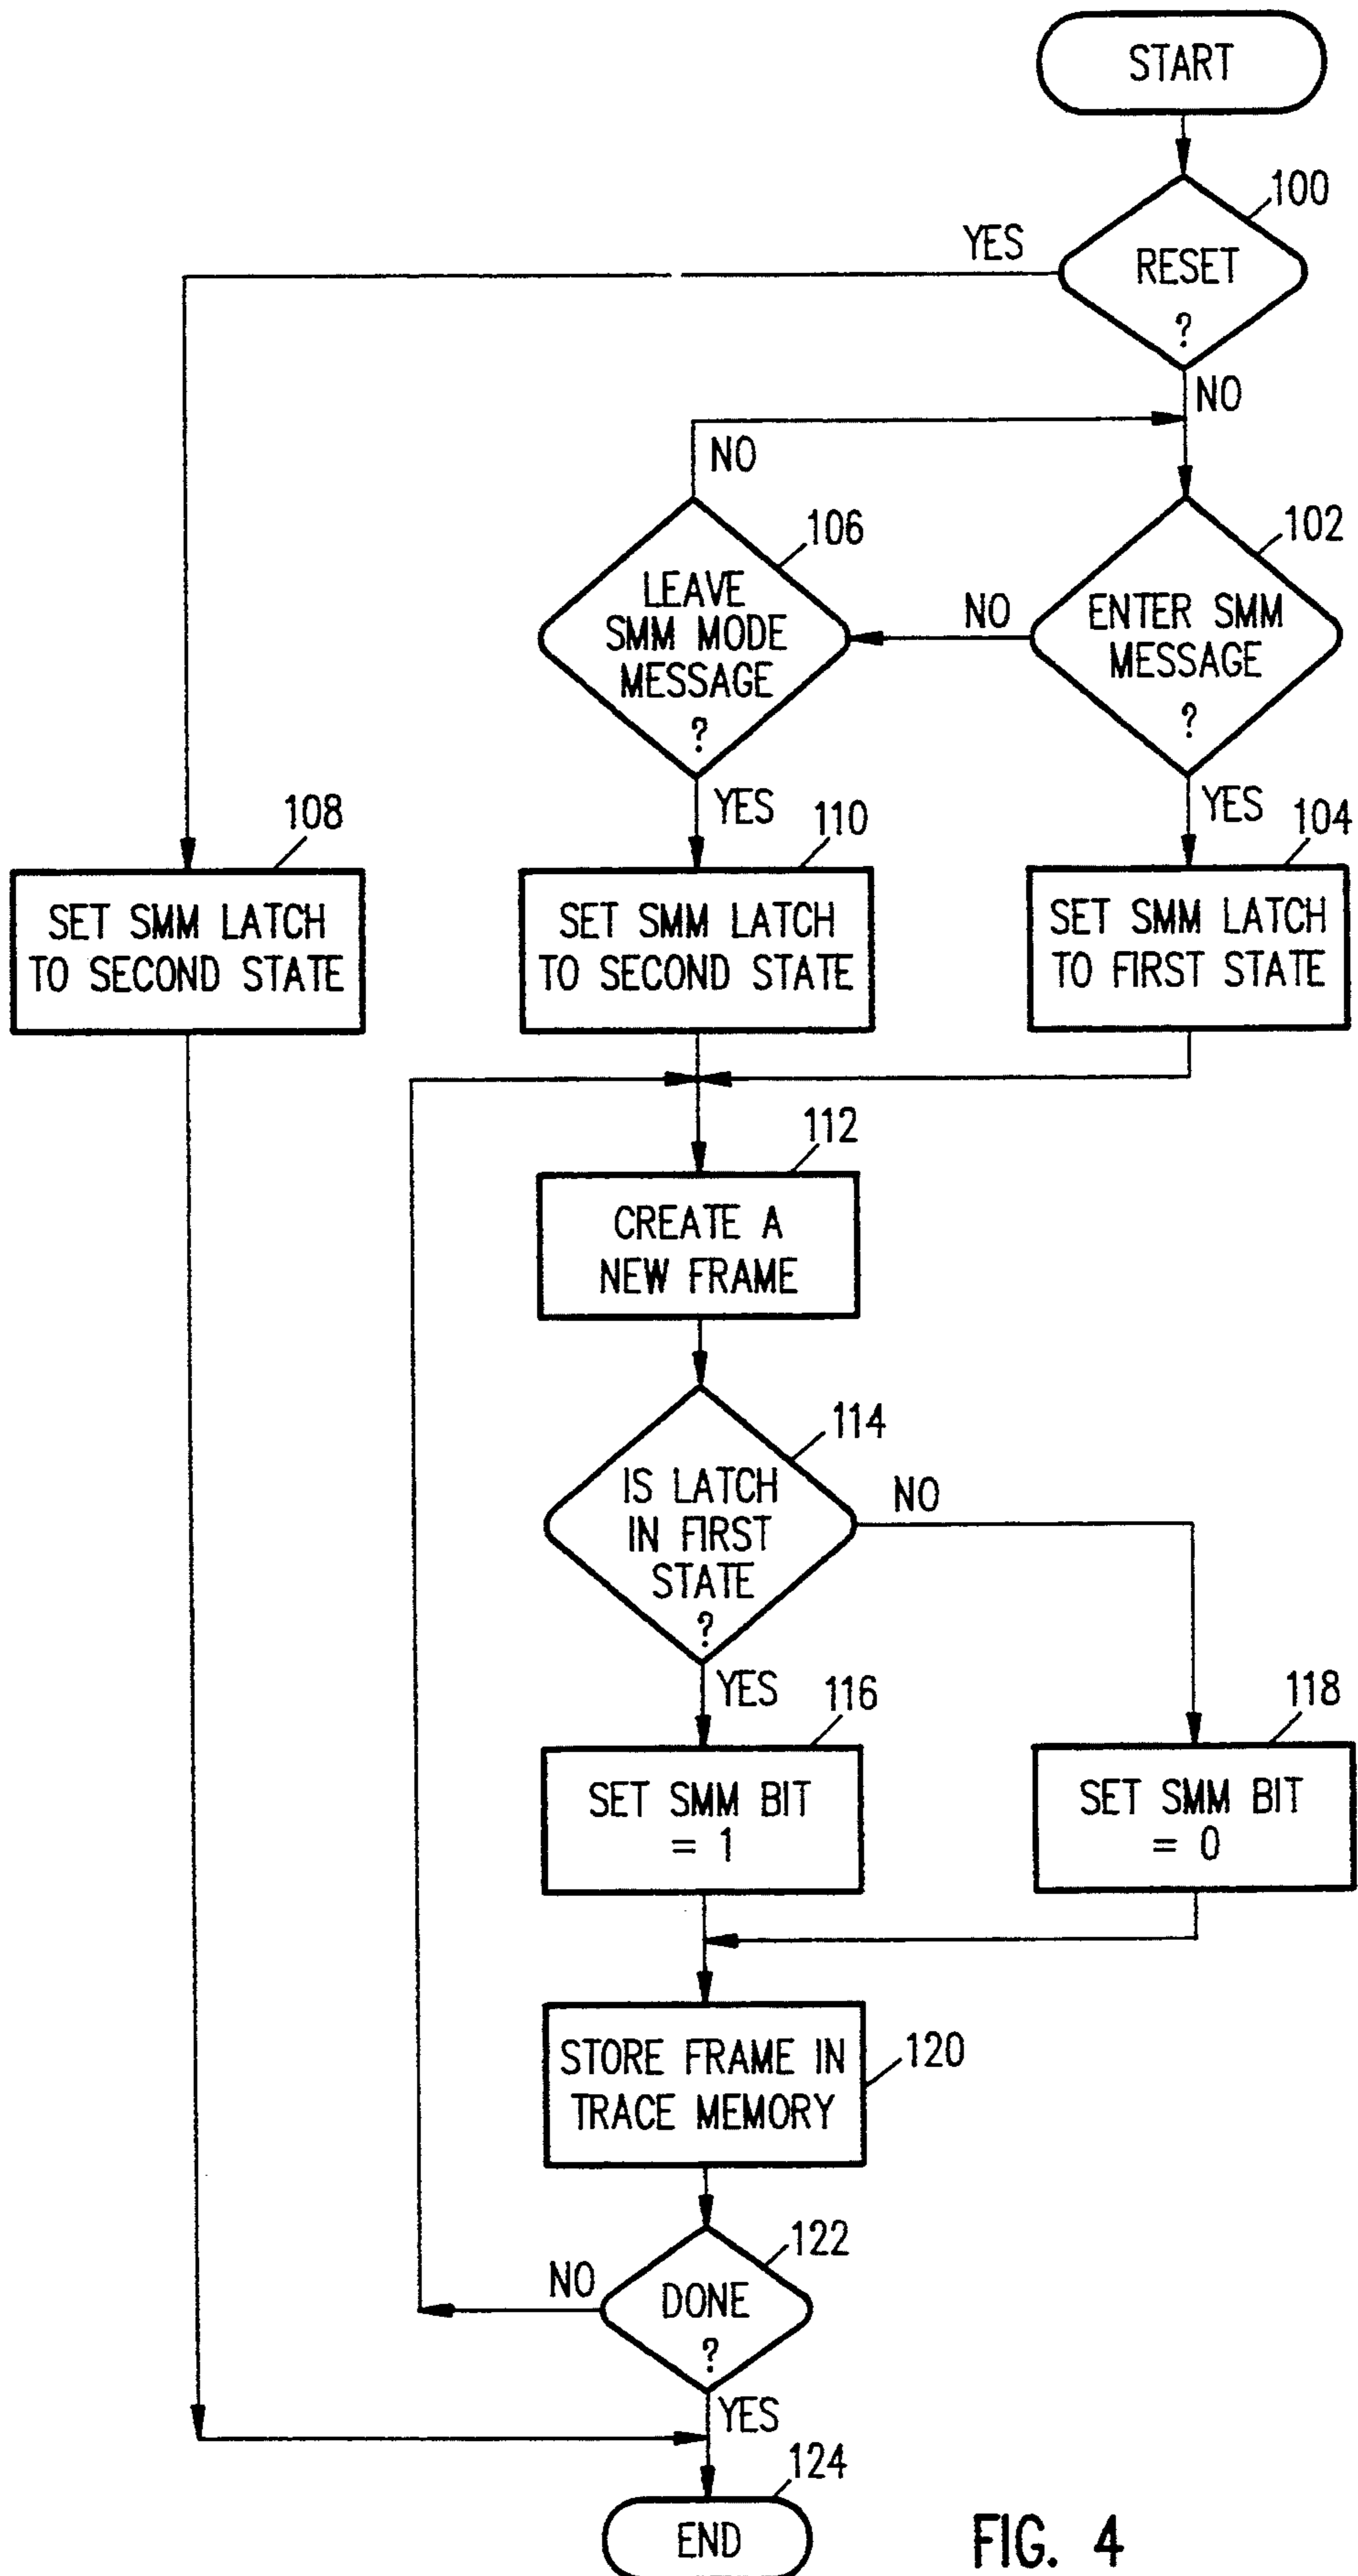 START
100
YES
RESET
?
NO
NO
106
102
LEAVE
SMM MODE
MESSAGE
?
NO
ENTER SMM
MESSAGE
?
YES
YES
108
110
104
SET SMM LATCH
TO SECOND STATE
SET SMM LATCH
TO SECOND STATE
SET SMM LATCH
TO FIRST STATE
112
CREATE A
NEW FRAME
114
IS LATCH
IN FIRST
STATE
?
NO
YES
116
118
SET SMM BIT
= 1
SET SMM BIT
= 0
STORE FRAME IN
TRACE MEMORY
120
122
NO
DONE
?
YES
124
END
FIG. 4